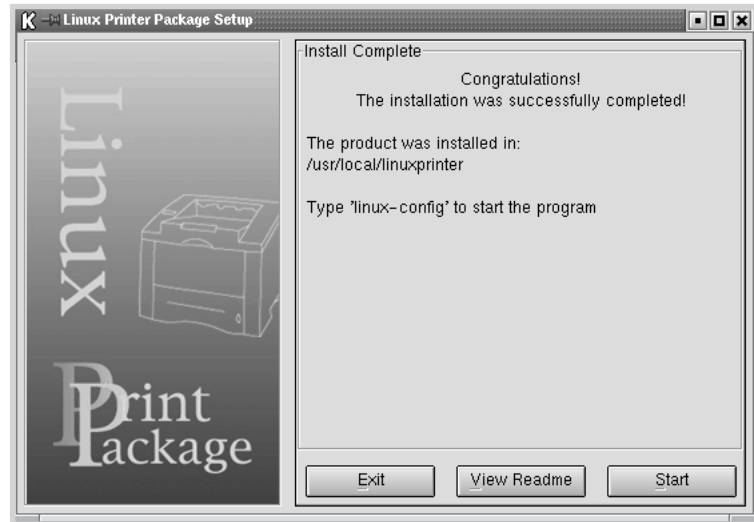 K Linux Printer Package Setup
Linux
Print
Package
Install Complete
Congratulations!
The installation was successfully completed!
The product was installed in:
/usr/local/linuxprinter
Type 'linux-config' to start the program
Exit
View Readme
Start